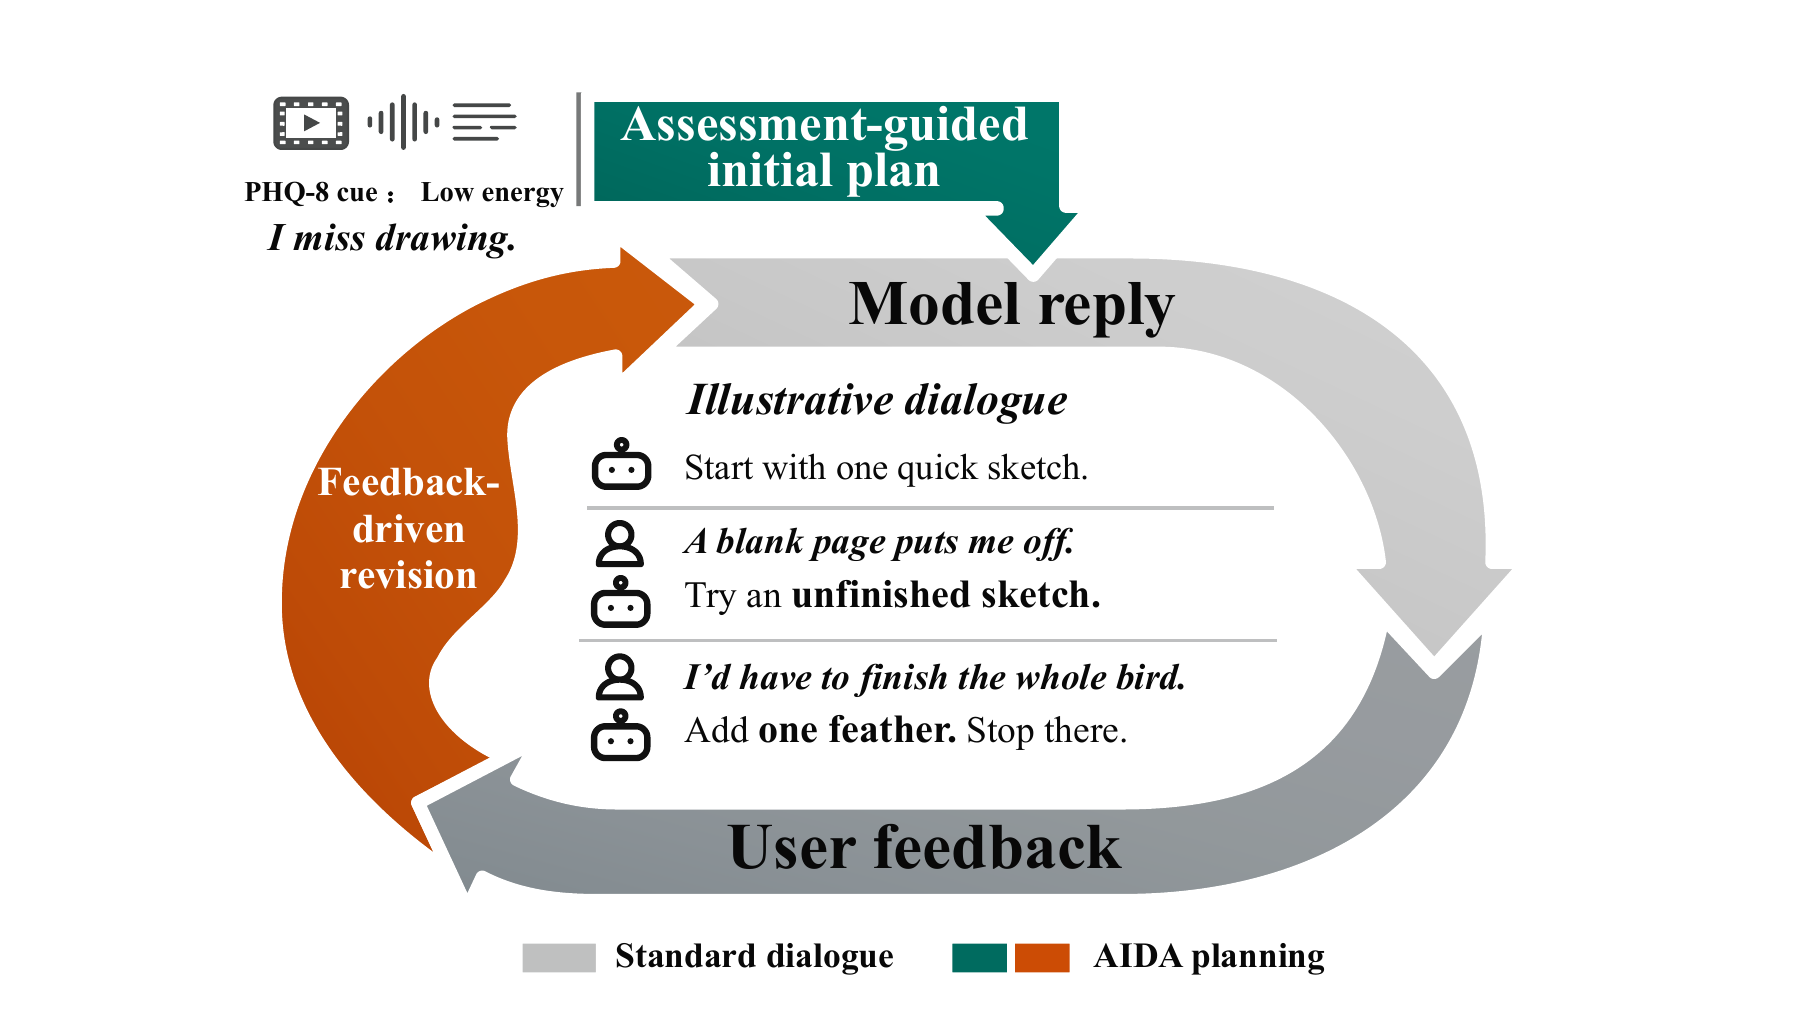 Assessment-guided
initial plan
PHQ-8 cue： Low energy
I miss drawing.
Model reply
Illustrative dialogue
Start with one quick sketch.
Feedback-
driven
revision
A blank page puts me off.
Try an unfinished sketch.
I’d have to finish the whole bird.
Add one feather. Stop there.
User feedback
Standard dialogue
AIDA planning